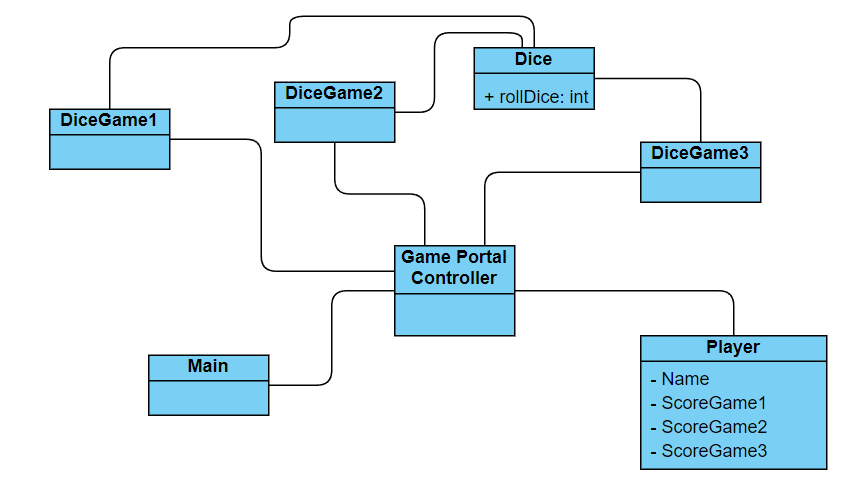 Dice
+ rollDice: int
DiceGame2
DiceGame1
DiceGame3
Game Portal
Controller
Main
Player
- Name
- ScoreGame1
- ScoreGame2
- ScoreGame3